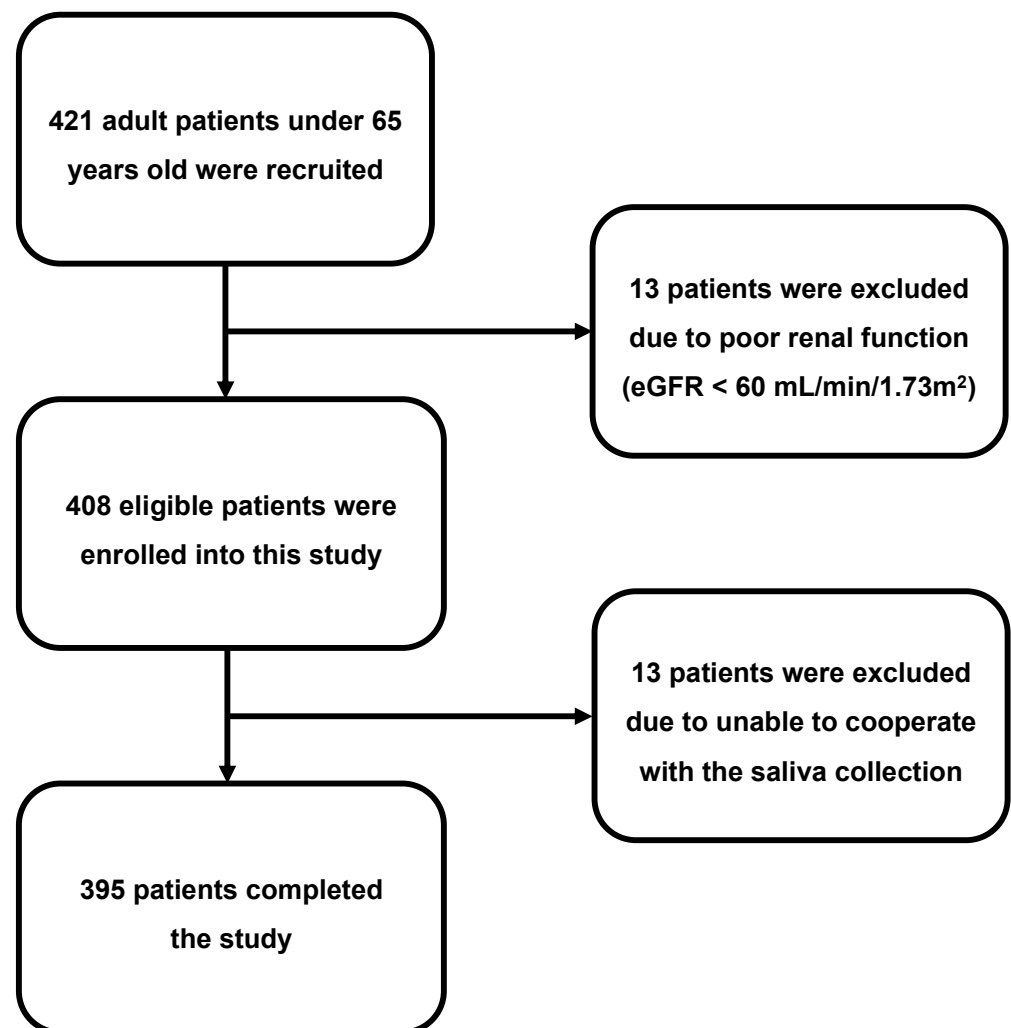 421 adult patients under 65
years old were recruited
13 patients were excluded
due to poor renal function
(eGFR < 60 mL/min/1.73m²)
408 eligible patients were
enrolled into this study
13 patients were excluded
due to unable to cooperate
with the saliva collection
395 patients completed
the study